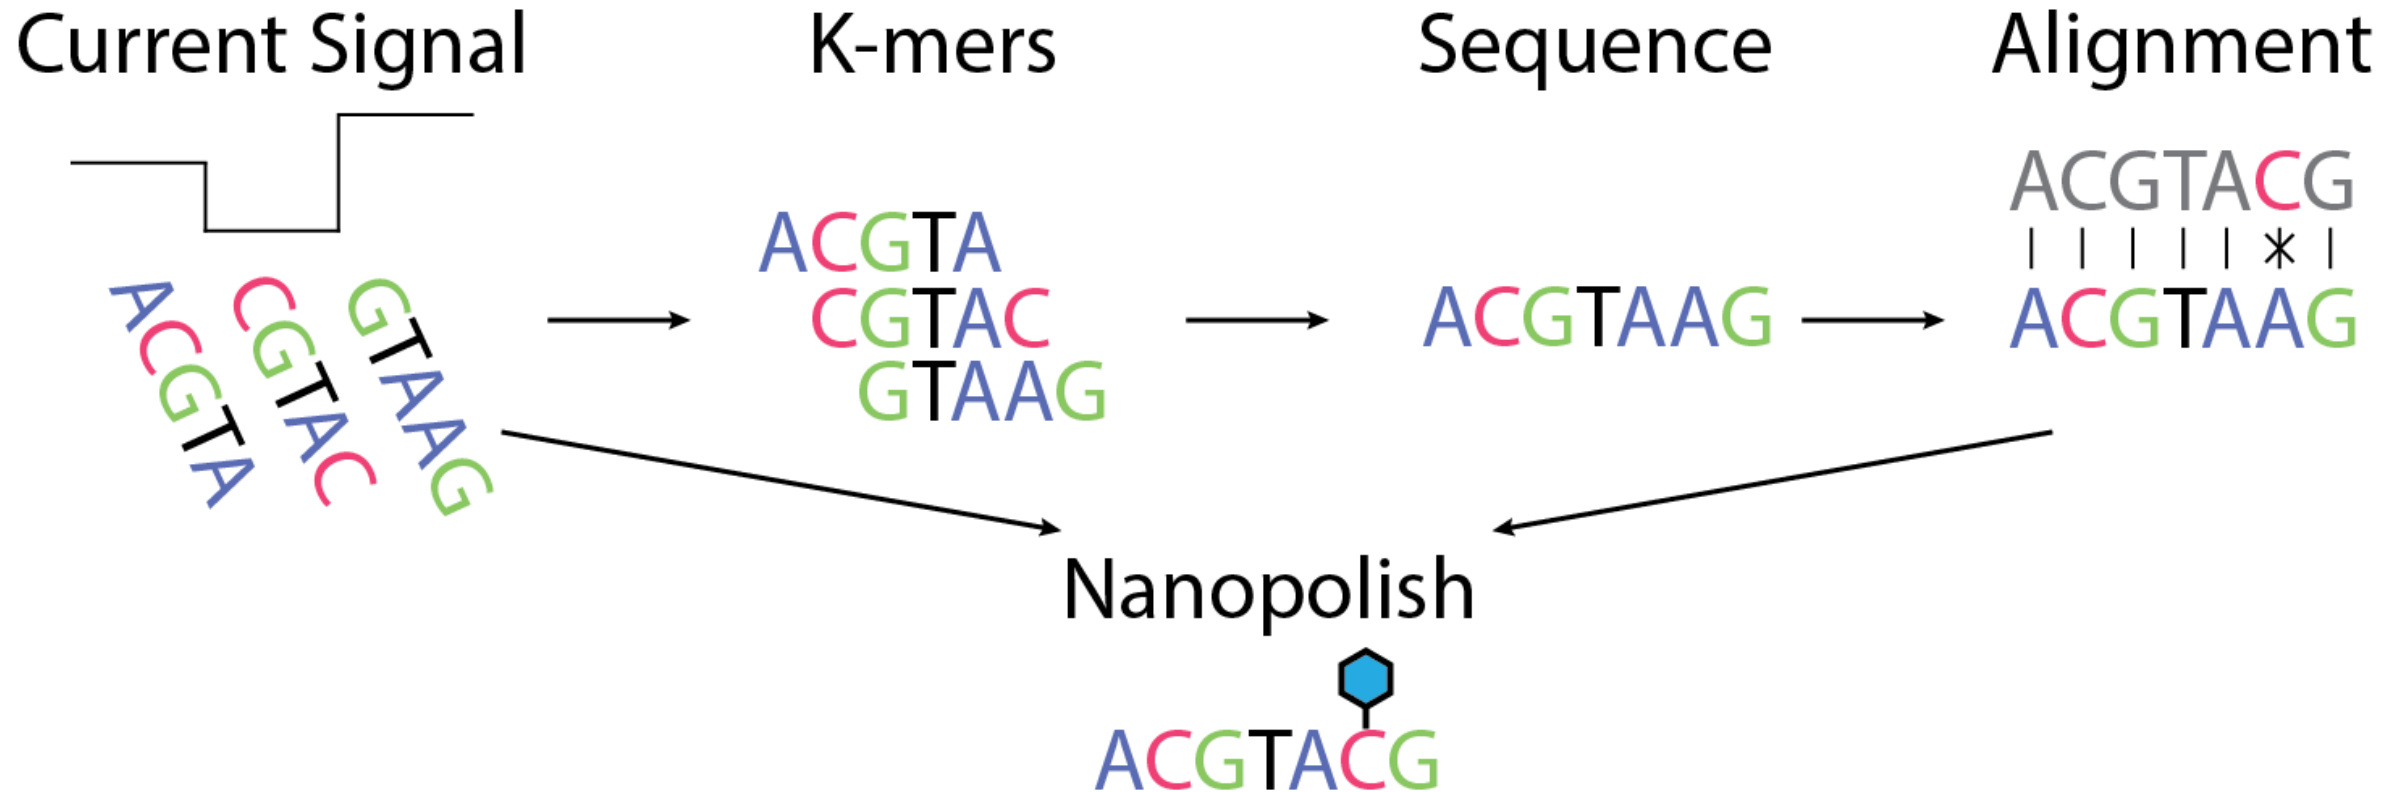 Current Signal
K-mers
Sequence
Alignment
ACGTA
CGTAC
GTAAG
ACGTA
CGTAC
GTAAG
ACGTAAG
ACGTACG
ACGTAAG
Nanopolish
ACGTACG